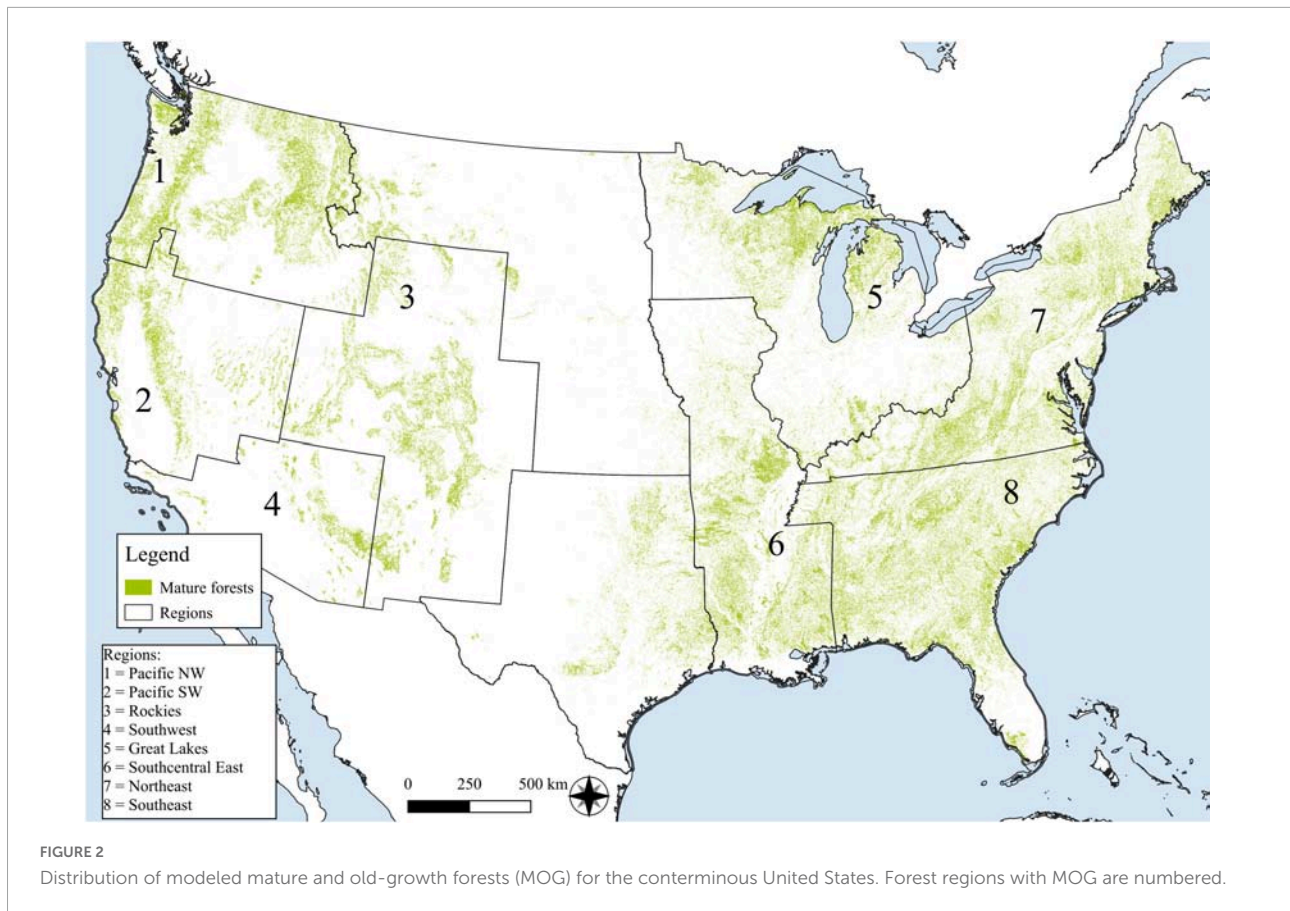 1
2
3
4
5
6
7
8
Legend
Mature forests
Regions
Regions:
1 = Pacific NW
2 = Pacific SW
3 = Rockies
4 = Southwest
5 = Great Lakes
6 = Southcentral East
7 = Northeast
8 = Southeast
0 250 500 km
FIGURE 2
Distribution of modeled mature and old-growth forests (MOG) for the conterminous United States. Forest regions with MOG are numbered.